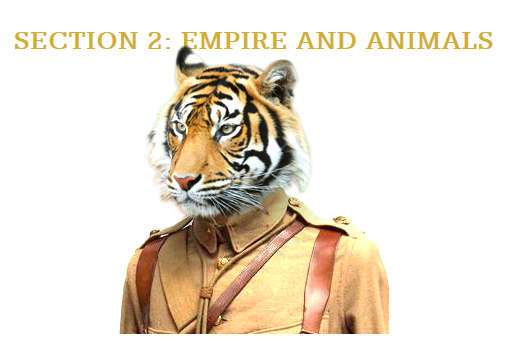 SECTION 2: EMPIRE AND ANIMALS